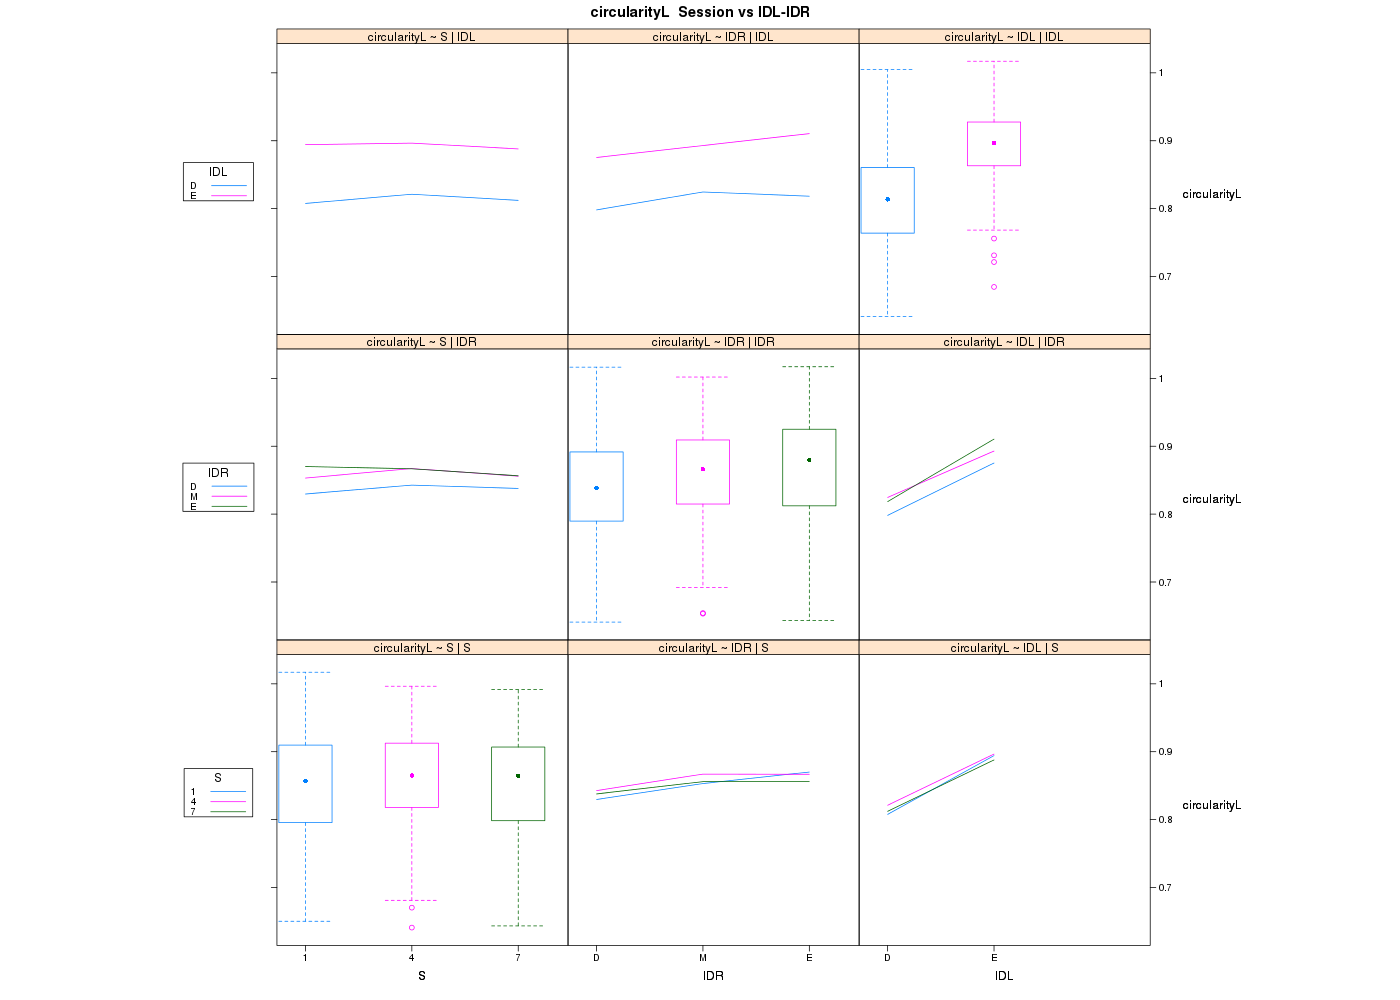 circularityL  Session vs IDL-IDR
circularityL ~ S | IDL
circularityL ~ IDR | IDL
circularityL ~ IDL | IDL
1
0.9
0.8
0.7
circularityL
IDL
D
E
circularityL ~ S | IDR
circularityL ~ IDR | IDR
circularityL ~ IDL | IDR
1
0.9
0.8
0.7
circularityL
IDR
D
M
E
circularityL ~ S | S
circularityL ~ IDR | S
circularityL ~ IDL | S
1
0.9
0.8
0.7
circularityL
S
1
4
7
1 4 7
D M E
D E
S
IDR
IDL